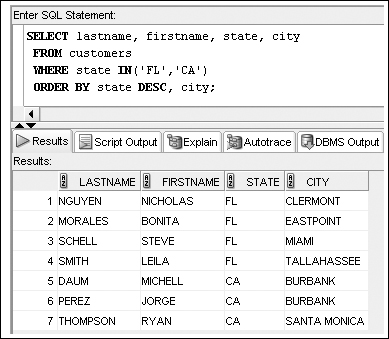 Enter SQL Statement:
SELECT lastname, firstname, state, city
FROM customers
WHERE state IN('FL','CA')
ORDER BY state DESC, city;
Results Script Output Explain Autotrace DBMS Output
Results:
LASTNAME FIRSTNAME STATE CITY
1 NGUYEN NICHOLAS FL CLERMONT
2 MORALES BONITA FL EASTPOINT
3 SCHELL STEVE FL MIAMI
4 SMITH LEILA FL TALLAHASSEE
5 DAUM MICHELL CA BURBANK
6 PEREZ JORGE CA BURBANK
7 THOMPSON RYAN CA SANTA MONICA